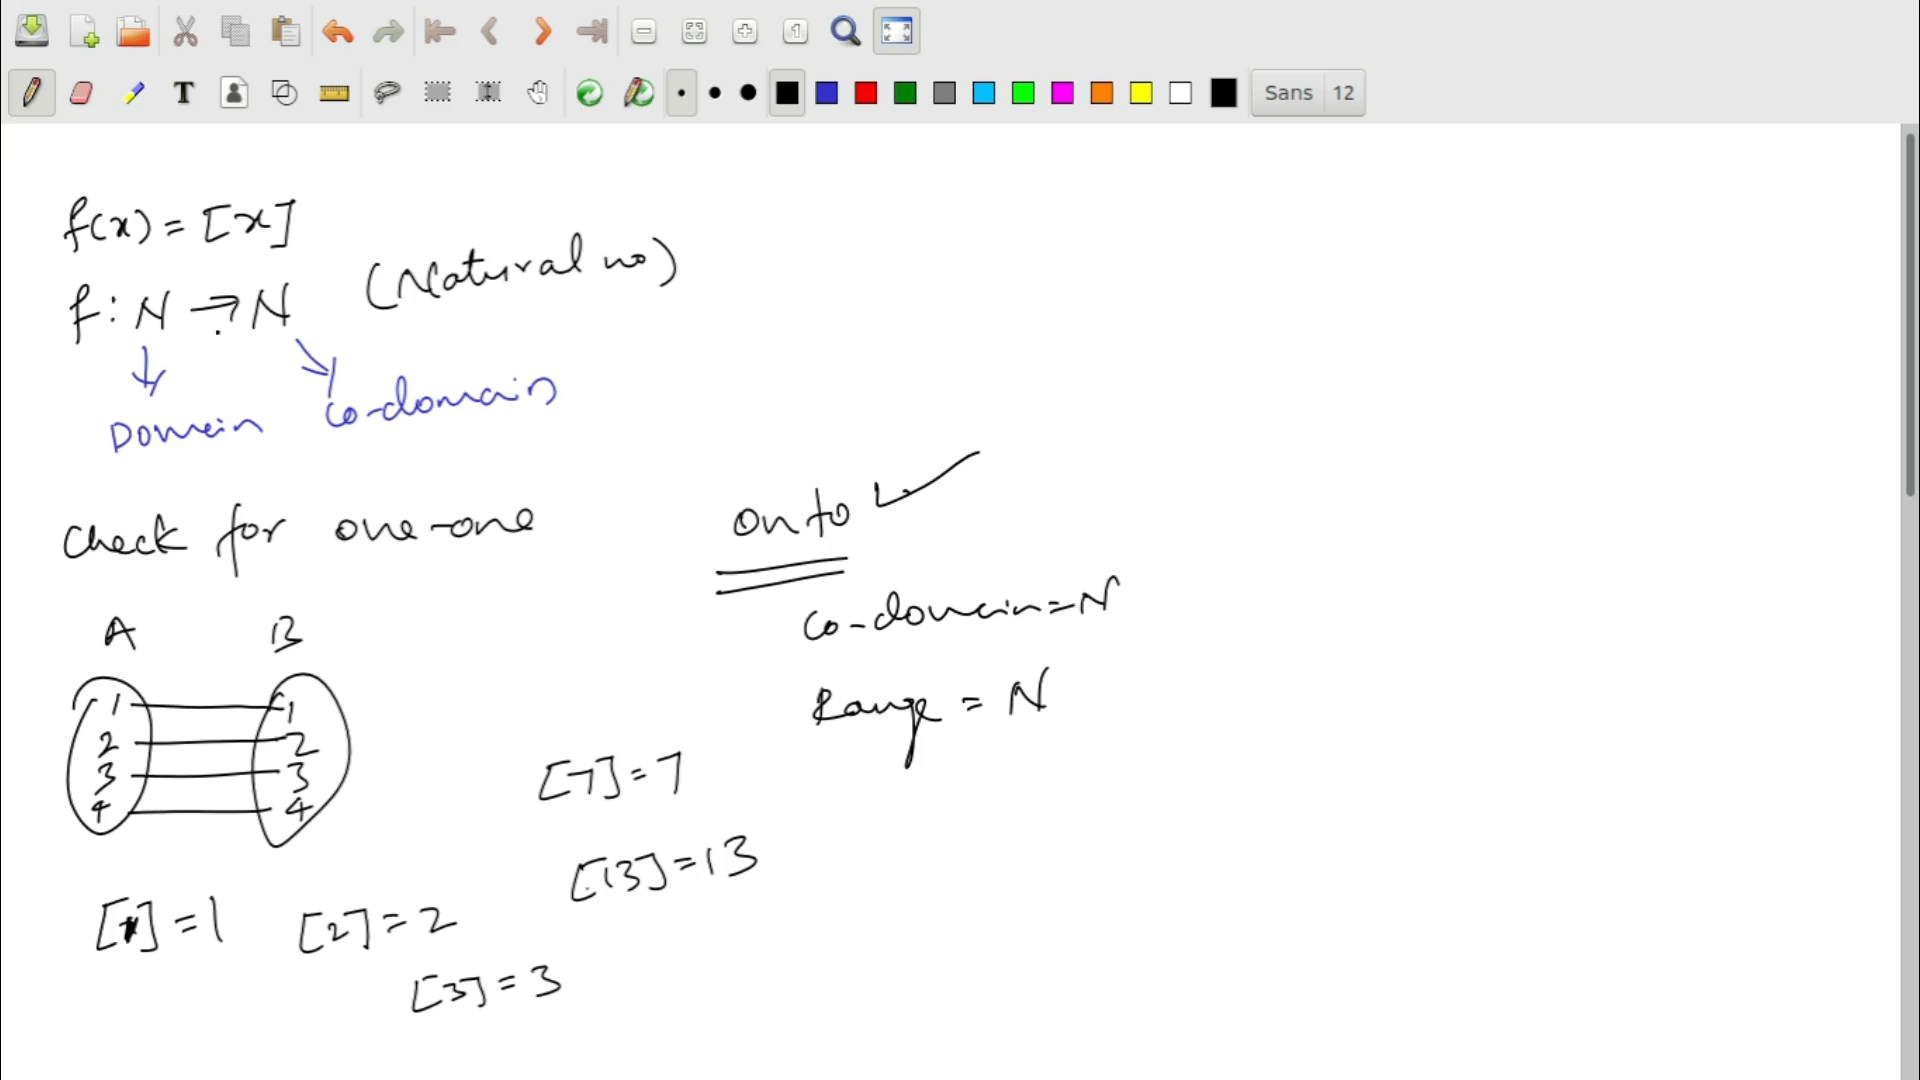 Sans 12
f(x) = [x]
f : N → N (Natural no)
Domain Co-domain
Check for one-one
onto ✓
Co-domain = N
Range = N
A B
1 1
2 2
3 3
4 4
[7] = 7
[13] = 13
[1] = 1 [2] = 2
[3] = 3